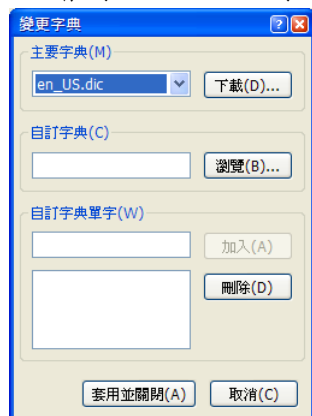 變更字典
主要字典(M)
en_US.dic
下載(D)...
自訂字典(C)
瀏覽(B)...
自訂字典單字(W)
加入(A)
刪除(D)
套用並關閉(A)
取消(C)